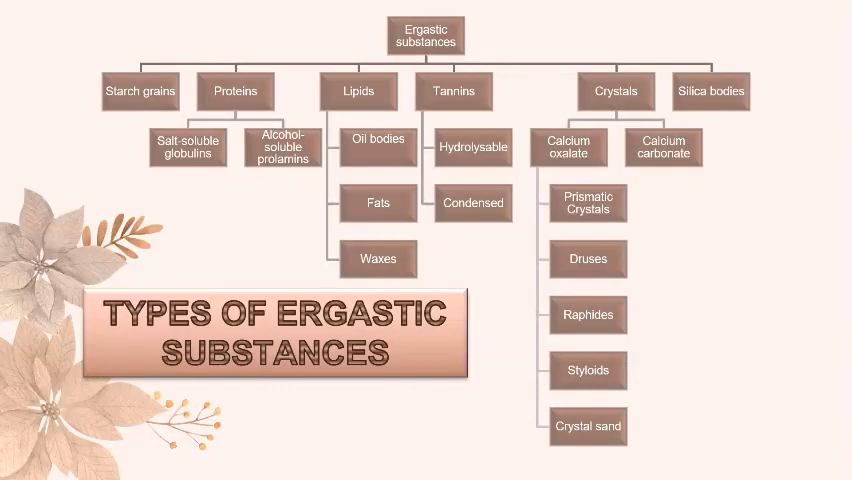 Ergastic
substances
Starch grains
Proteins
Lipids
Tannins
Crystals
Silica bodies
Salt-soluble
globulins
Alcohol-
soluble
prolamins
Oil bodies
Hydrolysable
Calcium
oxalate
Calcium
carbonate
Fats
Condensed
Prismatic
Crystals
Waxes
Druses
Raphides
Styloids
Crystal sand
TYPES OF ERGASTIC
SUBSTANCES